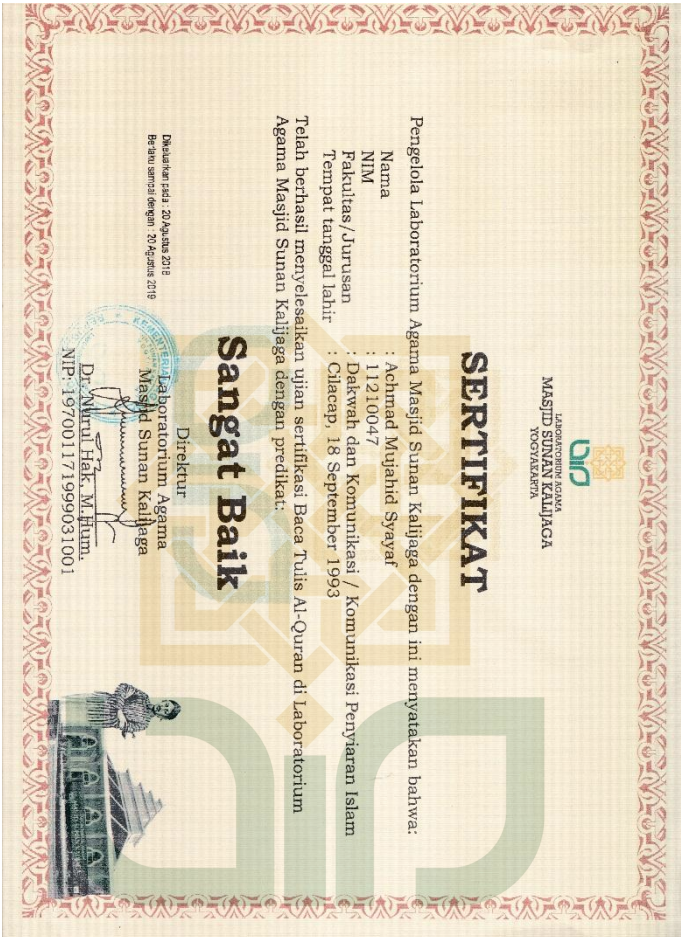 LABORATORIUM AGAMA
MASJID SUNAN KALIJAGA
YOGYAKARTA
SERTIFIKAT
Pengelola Laboratorium Agama Masjid Sunan Kalijaga dengan ini menyatakan bahwa:
Nama : Achmad Mujahid Syayaf
NIM : 11210047
Fakultas/Jurusan : Dakwah dan Komunikasi / Komunikasi Penyiaran Islam
Tempat tanggal lahir : Cilacap, 18 September 1993
Telah berhasil menyelesaikan ujian sertifikasi Baca Tulis Al-Quran di Laboratorium
Agama Masjid Sunan Kalijaga dengan predikat:
Sangat Baik
Dikeluarkan pada : 20 Agustus 2018
Berlaku sampai dengan : 20 Agustus 2019
Direktur
Laboratorium Agama
Masjid Sunan Kalijaga
KEMENTERIA
Dr. Nurul Hak, M.Hum.
NIP: 197001171999031001